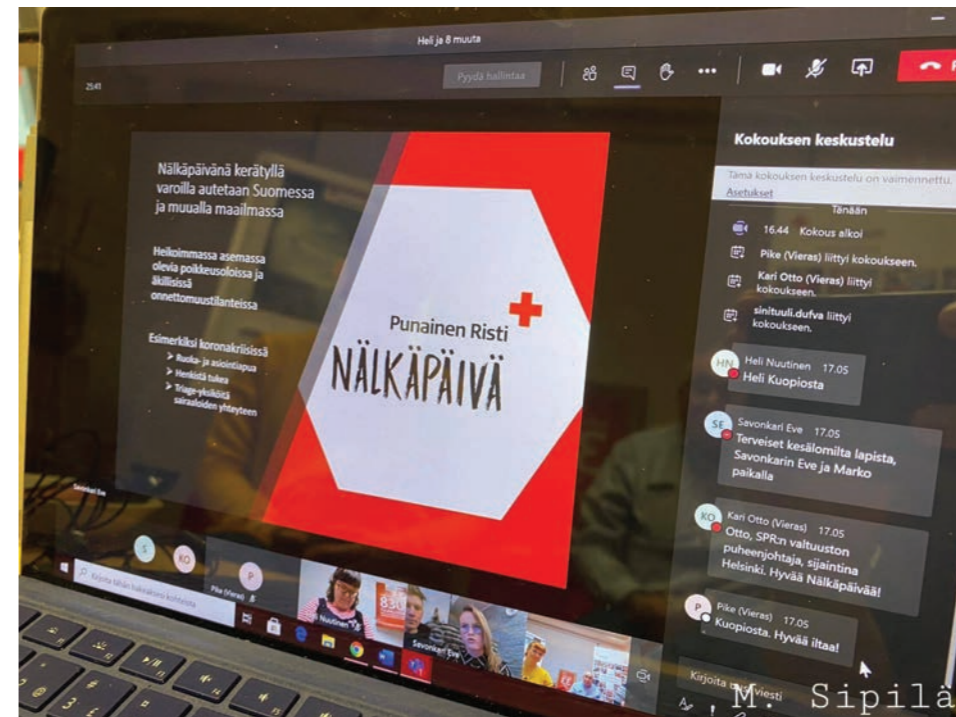 Heli ja 8 muuta
25:41
Pyydä hallintaa
Nälkäpäivänä kerätyllä
varoilla autetaan Suomessa
ja muualla maailmassa
Heikoimmassa asemassa
olevia poikkeusoloissa ja
äkillisissä
onnettomuustilanteissa
Esimerkiksi koronakriisissä
➢ Ruoka- ja asiointiapua
➢ Henkistä tukea
➢ Triage-yksiköitä
sairaaloiden yhteyteen
Punainen Risti
NÄLKÄPÄIVÄ
Savonkari Eve
Kokouksen keskustelu
Tämä kokouksen keskustelu on vaimennettu.
Asetukset
Tänään
16.44 Kokous alkoi
Pike (Vieras) liittyi kokoukseen.
Kari Otto (Vieras) liittyi
kokoukseen.
sinituuli.dufva liittyi
kokoukseen.
HN
Heli Nuutinen 17.05
Heli Kuopiosta
SE
Savonkari Eve 17.05
Terveiset kesälomilta lapista,
Savonkarin Eve ja Marko
paikalla
KO
Kari Otto (Vieras) 17.05
Otto, SPR:n valtuuston
puheenjohtaja, sijaintina
Helsinki. Hyvää Nälkäpäivää!
P
Pike (Vieras) 17.05
Kuopiosta. Hyvää iltaa!
Kirjoita viesti
S
KO
P
Pike (Vieras)
Nuutinen
830
Savonkari Eve
Kirjoita tähän hakeaksesi kohteista
M. Sipilä